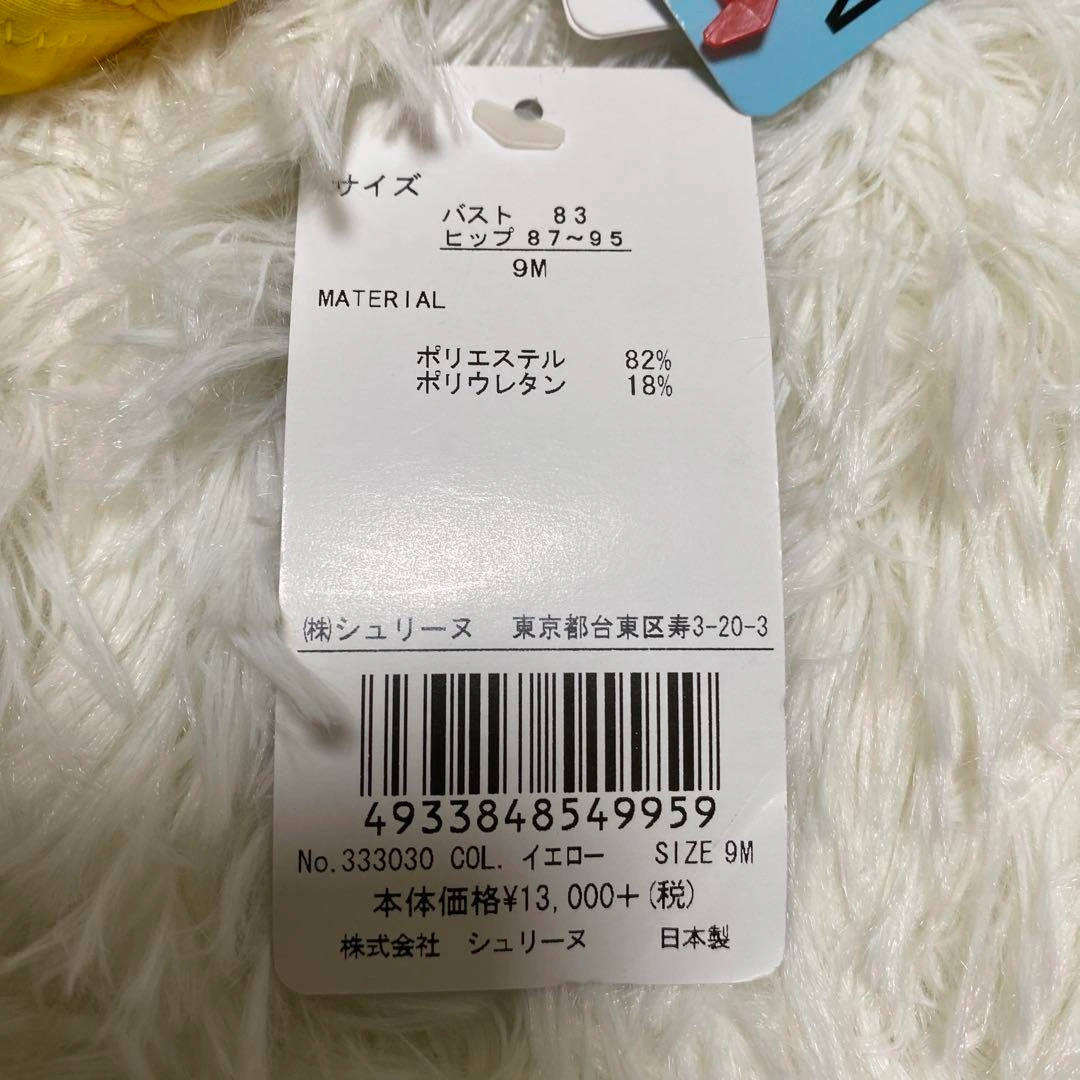 サイズ
バスト 83
ヒップ 87～95
9M
MATERIAL
ポリエステル 82%
ポリウレタン 18%
㈱シュリーヌ 東京都台東区寿3-20-3
4933848549959
No.333030 COL. イエロー SIZE 9M
本体価格¥13,000+(税)
株式会社 シュリーヌ 日本製